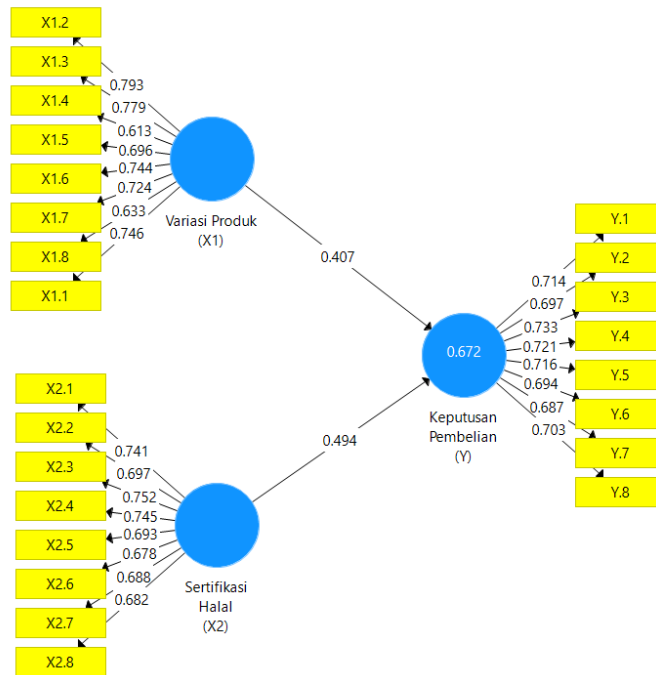 X1.2
X1.3
X1.4
X1.5
X1.6
X1.7
X1.8
X1.1
0.793
0.779
0.613
0.696
0.744
0.724
0.633
0.746
Variasi Produk
(X1)
0.407
X2.1
X2.2
X2.3
X2.4
X2.5
X2.6
X2.7
X2.8
0.741
0.697
0.752
0.745
0.693
0.678
0.688
0.682
Sertifikasi
Halal
(X2)
0.494
0.672
Keputusan
Pembelian
(Y)
0.714
0.697
0.733
0.721
0.716
0.694
0.687
0.703
Y.1
Y.2
Y.3
Y.4
Y.5
Y.6
Y.7
Y.8